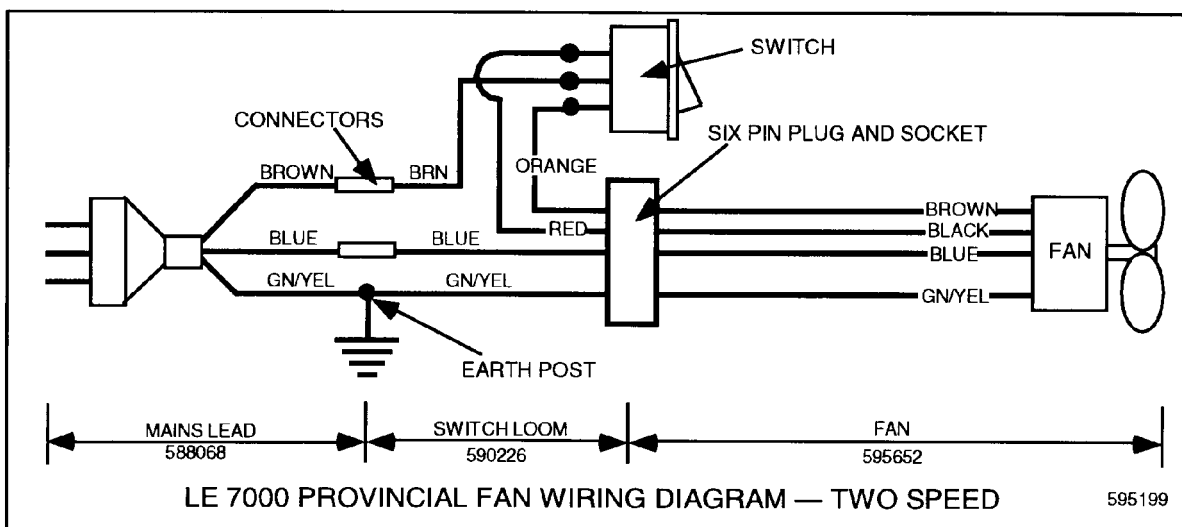 SWITCH
CONNECTORS
SIX PIN PLUG AND SOCKET
BROWN
BRN
ORANGE
BROWN
RED
BLACK
BLUE
BLUE
BLUE
FAN
GN/YEL
GN/YEL
GN/YEL
EARTH POST
MAINS LEAD
588068
SWITCH LOOM
590226
FAN
595652
LE 7000 PROVINCIAL FAN WIRING DIAGRAM — TWO SPEED
595199